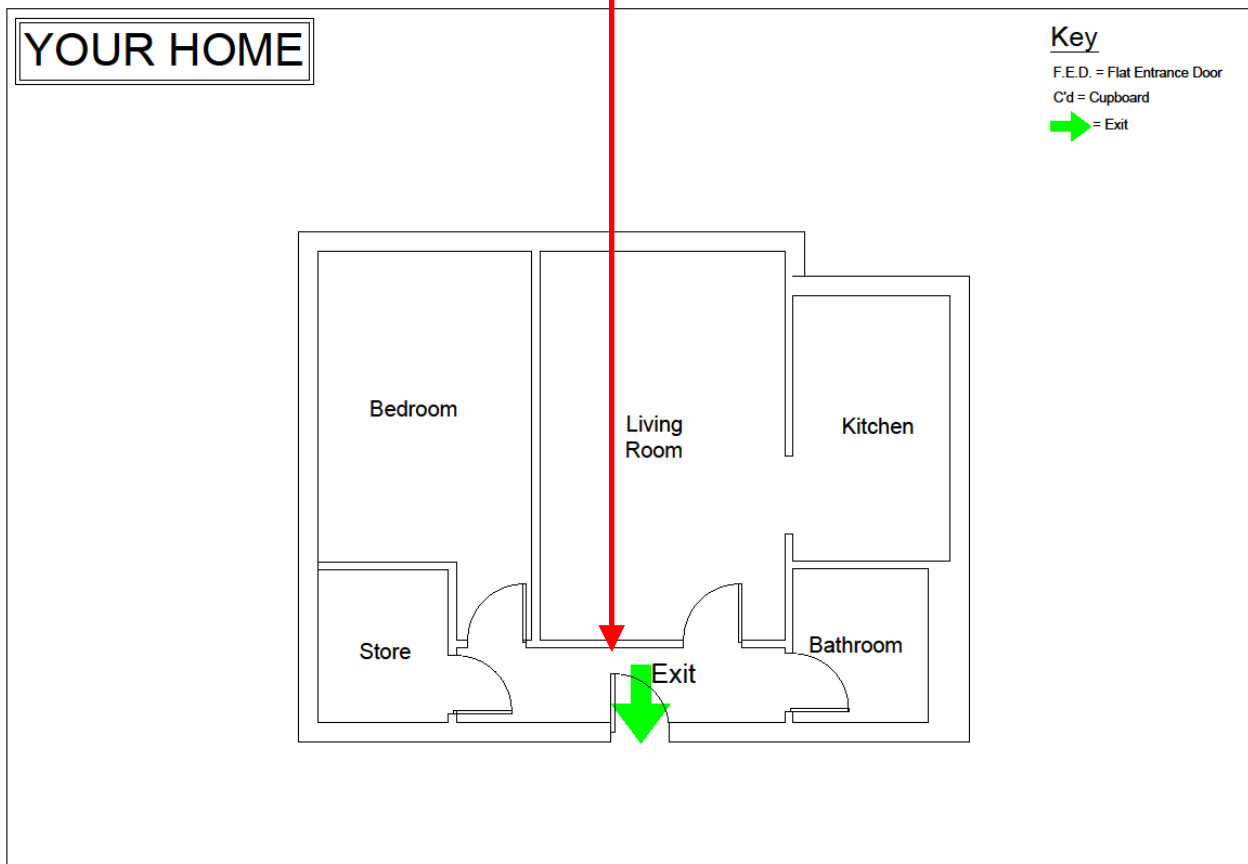 YOUR HOME
Key
F.E.D. = Flat Entrance Door
C'd = Cupboard
= Exit
Bedroom
Living
Room
Kitchen
Store
Exit
Bathroom